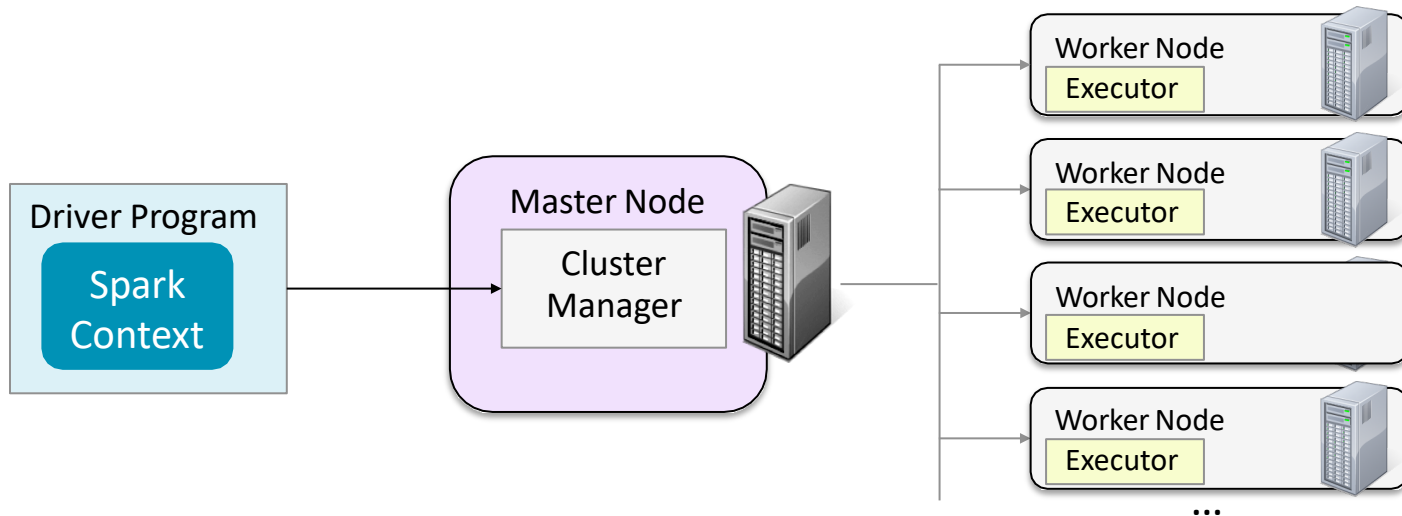 Driver Program
Spark
Context
Master Node
Cluster
Manager
Worker Node
Executor
Worker Node
Executor
Worker Node
Executor
Worker Node
Executor
...